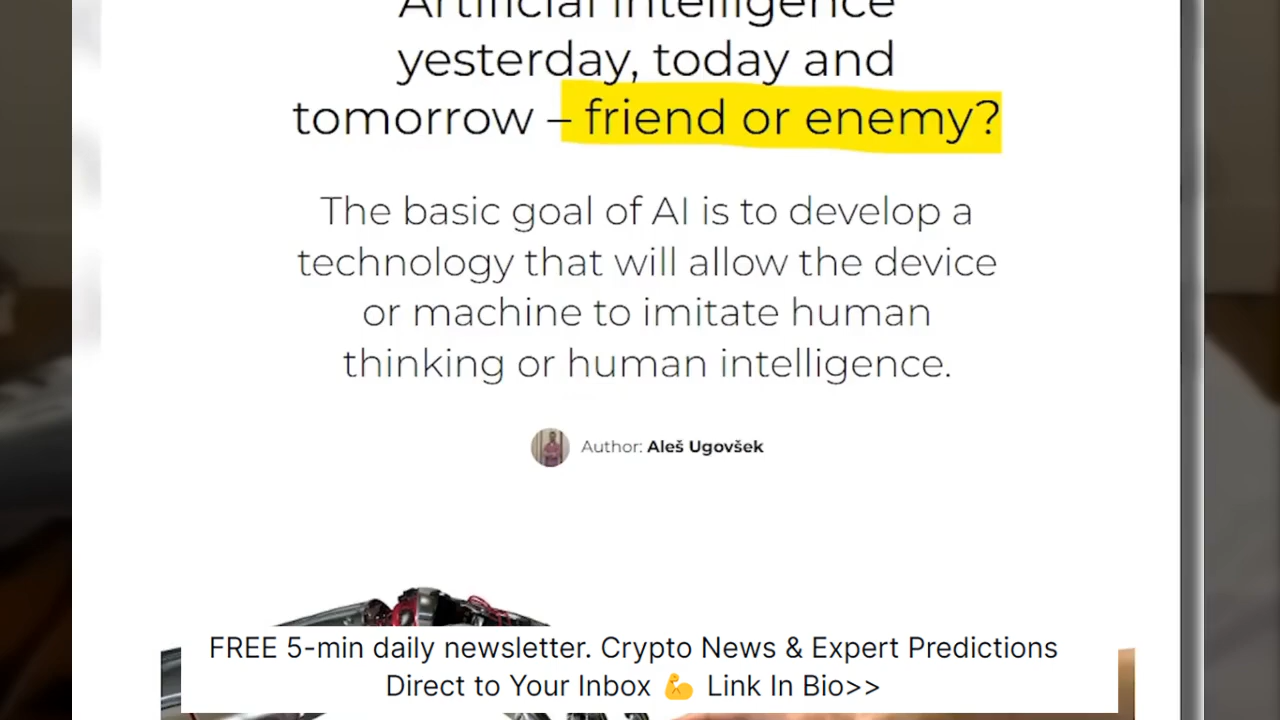 Artificial intelligence
yesterday, today and
tomorrow – friend or enemy?
The basic goal of AI is to develop a
technology that will allow the device
or machine to imitate human
thinking or human intelligence.
Author: Aleš Ugovšek
FREE 5-min daily newsletter. Crypto News & Expert Predictions
Direct to Your Inbox 💪 Link In Bio>>